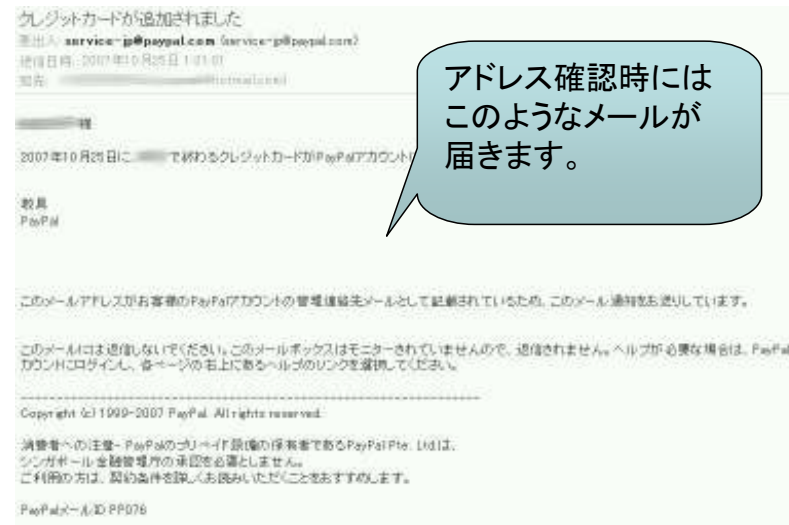 クレジットカードが追加されました
差出人: service-jp@paypal.com (service-jp@paypal.com)
送信日時: 2007年10月25日 1:01:01
宛先:
様
アドレス確認時には
このようなメールが
届きます。
2007年10月25日に、 で終わるクレジットカードがPayPalアカウントに
敬具
PayPal
このメールアドレスがお客様のPayPalアカウントの管理連絡先メールとして記載されているため、このメール通知をお送りしています。
このメールには返信しないでください。このメールボックスはモニターされていませんので、返信されません。ヘルプが必要な場合は、PayPal
カウントにログインし、各ページの右上にあるヘルプのリンクを選択してください。
Copyright (c) 1999-2007 PayPal. All rights reserved.
消費者への注意- PayPalのプリペイド設備の保有者であるPayPal Pte. Ltd.は、
シンガポール金融管理庁の承認を必要としません。
ご利用の方は、契約条件を詳しくお読みいただくことをおすすめします。
PayPalメールID PP076